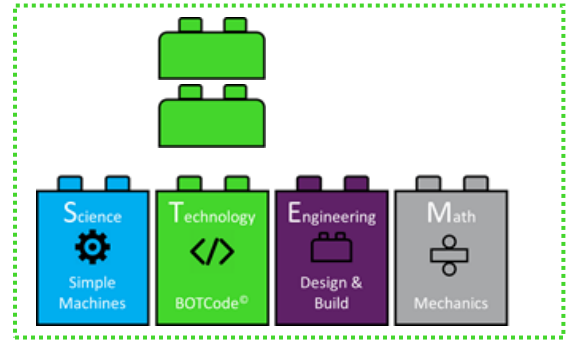 Science
Simple
Machines
Technology
</>
BOTCode©
Engineering
Design &
Build
Math
Mechanics